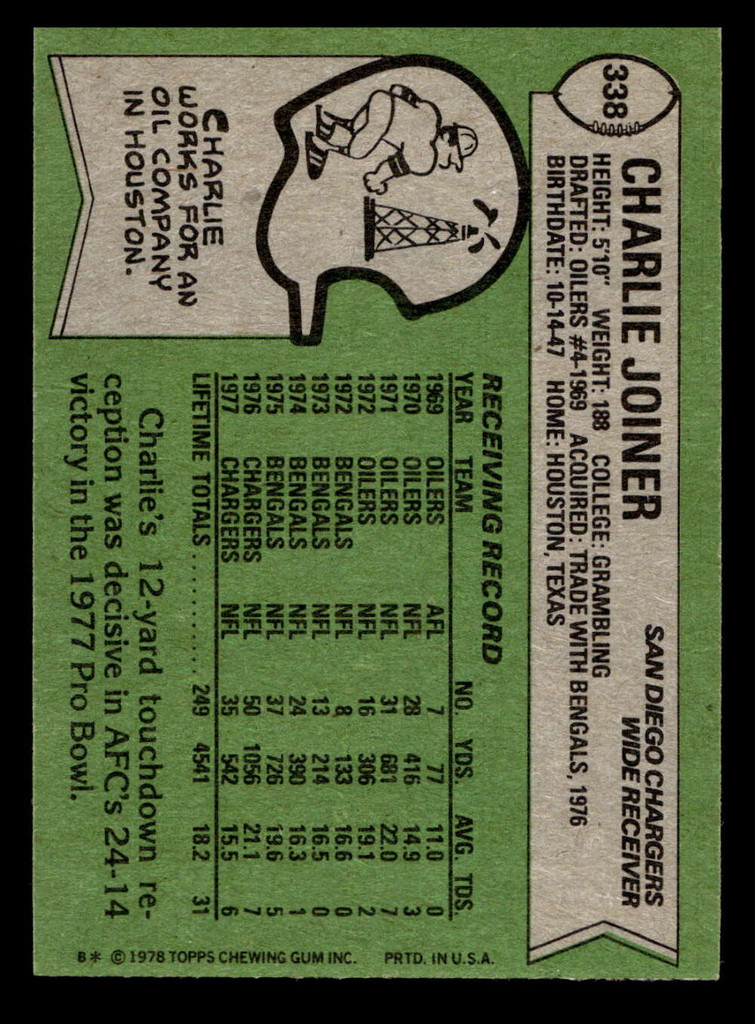 338
CHARLIE JOINER
SAN DIEGO CHARGERS
WIDE RECEIVER
HEIGHT: 5'10" WEIGHT: 188 COLLEGE: GRAMBLING
DRAFTED: OILERS #4-1969 ACQUIRED: TRADE WITH BENGALS, 1976
BIRTHDATE: 10-14-47 HOME: HOUSTON, TEXAS
CHARLIE
WORKS FOR AN
OIL COMPANY
IN HOUSTON.
RECEIVING RECORD
YEAR TEAM NO. YDS. AVG. TDS.
1969 OILERS AFL 7 77 11.0 0
1970 OILERS NFL 28 416 14.9 3
1971 OILERS NFL 31 681 22.0 7
1972 OILERS NFL 16 306 19.1 2
1972 BENGALS NFL 8 133 16.6 0
1973 BENGALS NFL 13 214 16.5 0
1974 BENGALS NFL 24 390 16.3 1
1975 BENGALS NFL 37 726 19.6 5
1976 CHARGERS NFL 50 1056 21.1 7
1977 CHARGERS NFL 35 542 15.5 6
LIFETIME TOTALS . . . . . . . . . . . 249 4541 18.2 31
Charlie's 12-yard touchdown re-
ception was decisive in AFC's 24-14
victory in the 1977 Pro Bowl.
B* © 1978 TOPPS CHEWING GUM INC. PRTD. IN U.S.A.